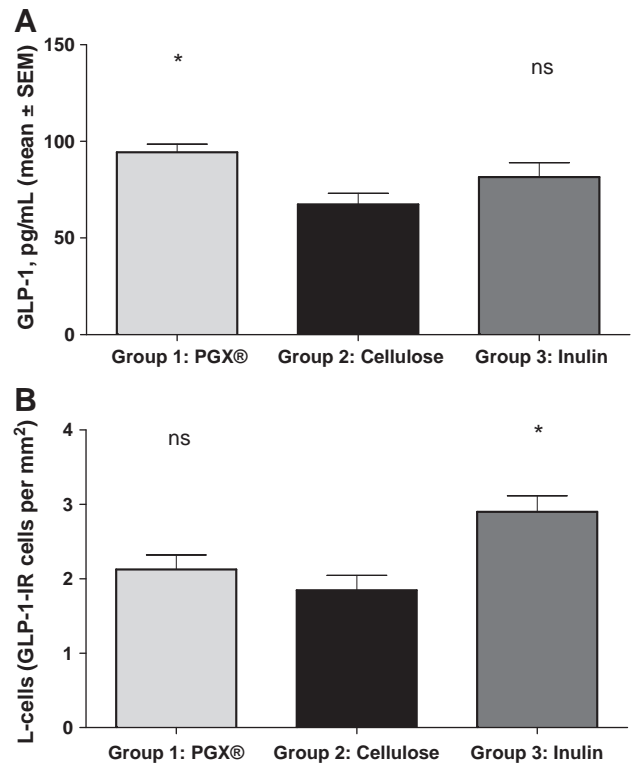 A
GLP-1, pg/mL (mean ± SEM)
150
100
50
0
*
ns
Group 1: PGX® Group 2: Cellulose Group 3: Inulin
B
L-cells (GLP-1-IR cells per mm²)
4
3
2
1
0
ns
*
Group 1: PGX® Group 2: Cellulose Group 3: Inulin